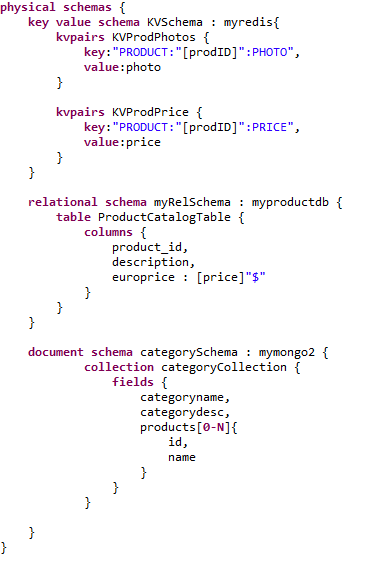 physical schemas {
    key value schema KVSchema : myredis{
        kvpairs KVProdPhotos {
            key:"PRODUCT:"[prodID]":PHOTO",
            value:photo
        }

        kvpairs KVProdPrice {
            key:"PRODUCT:"[prodID]":PRICE",
            value:price
        }
    }

    relational schema myRelSchema : myproductdb {
        table ProductCatalogTable {
            columns {
                product_id,
                description,
                europrice : [price]"$"
            }
        }
    }

    document schema categorySchema : mymongo2 {
            collection categoryCollection {
                fields {
                    categoryname,
                    categorydesc,
                    products[0-N]{
                        id,
                        name
                    }
                }
            }

    }
}